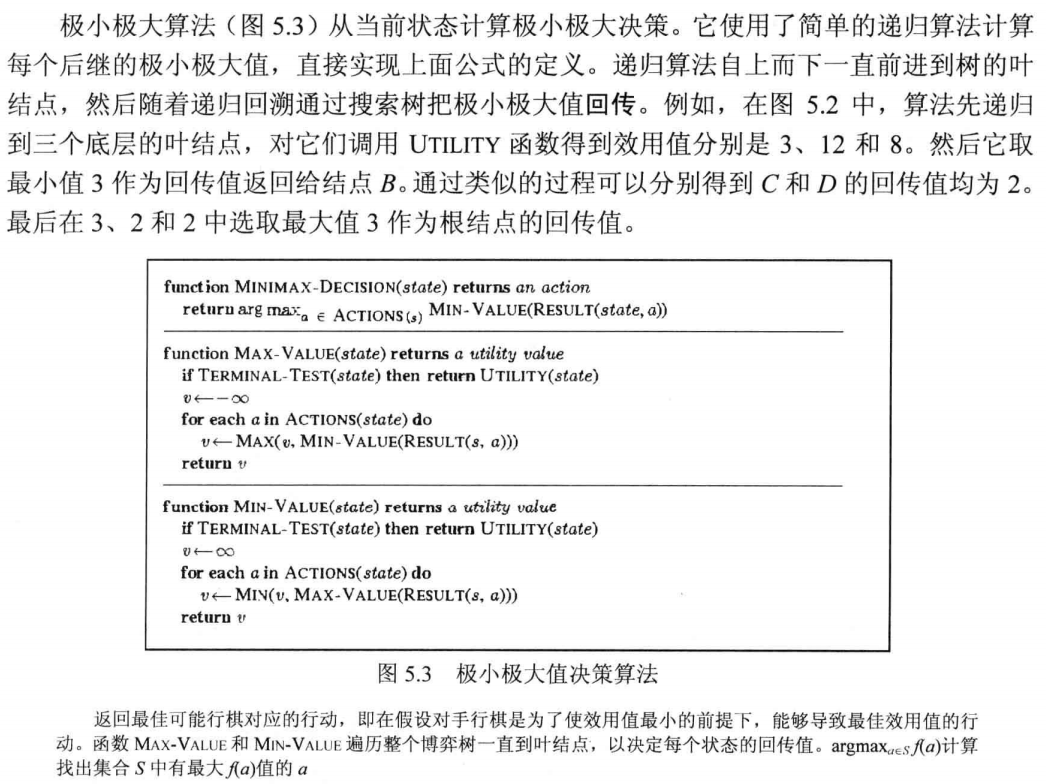 极小极大算法（图 5.3）从当前状态计算极小极大决策。它使用了简单的递归算法计算
每个后继的极小极大值，直接实现上面公式的定义。递归算法自上而下一直前进到树的叶
结点，然后随着递归回溯通过搜索树把极小极大值回传。例如，在图 5.2 中，算法先递归
到三个底层的叶结点，对它们调用 UTILITY 函数得到效用值分别是 3、12 和 8。然后它取
最小值 3 作为回传值返回给结点 B。通过类似的过程可以分别得到 C 和 D 的回传值均为 2。
最后在 3、2 和 2 中选取最大值 3 作为根结点的回传值。
function MINIMAX-DECISION(state) returns an action
return arg max a ∈ ACTIONS(s) MIN-VALUE(RESULT(state, a))
function MAX-VALUE(state) returns a utility value
if TERMINAL-TEST(state) then return UTILITY(state)
v ← −∞
for each a in ACTIONS(state) do
v ← MAX(v, MIN-VALUE(RESULT(s, a)))
return v
function MIN-VALUE(state) returns a utility value
if TERMINAL-TEST(state) then return UTILITY(state)
v ← ∞
for each a in ACTIONS(state) do
v ← MIN(v, MAX-VALUE(RESULT(s, a)))
return v
图 5.3 极小极大值决策算法
返回最佳可能行棋对应的行动，即在假设对手行棋是为了使效用值最小的前提下，能够导致最佳效用值的行
动。函数 MAX-VALUE 和 MIN-VALUE 遍历整个博弈树一直到叶结点，以决定每个状态的回传值。argmax a∈S f(a)计算
找出集合 S 中有最大 f(a)值的 a